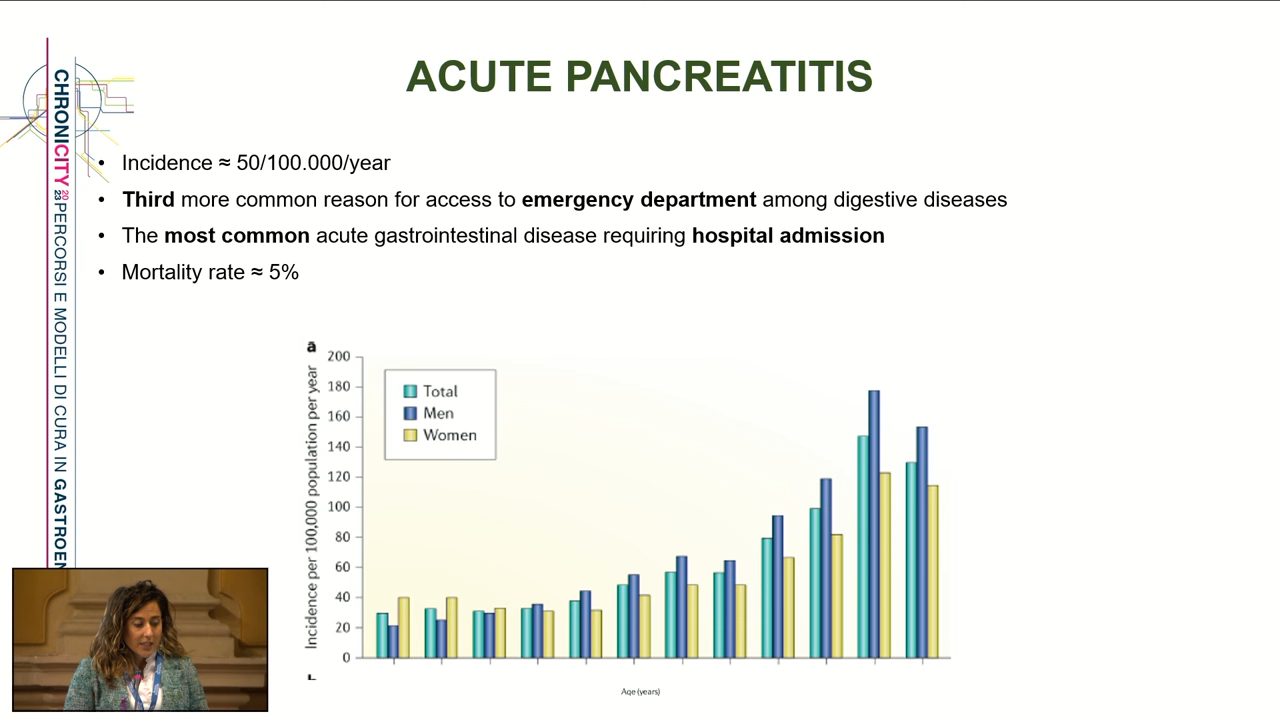 ACUTE PANCREATITIS
CHRONICITY 2023 PERCORSI E MODELLI DI CURA IN GASTROEN
• Incidence ≈ 50/100.000/year
• Third more common reason for access to emergency department among digestive diseases
• The most common acute gastrointestinal disease requiring hospital admission
• Mortality rate ≈ 5%
a
Incidence per 100,000 population per year
200
180
160
140
120
100
80
60
40
20
0
Total
Men
Women
Age (years)